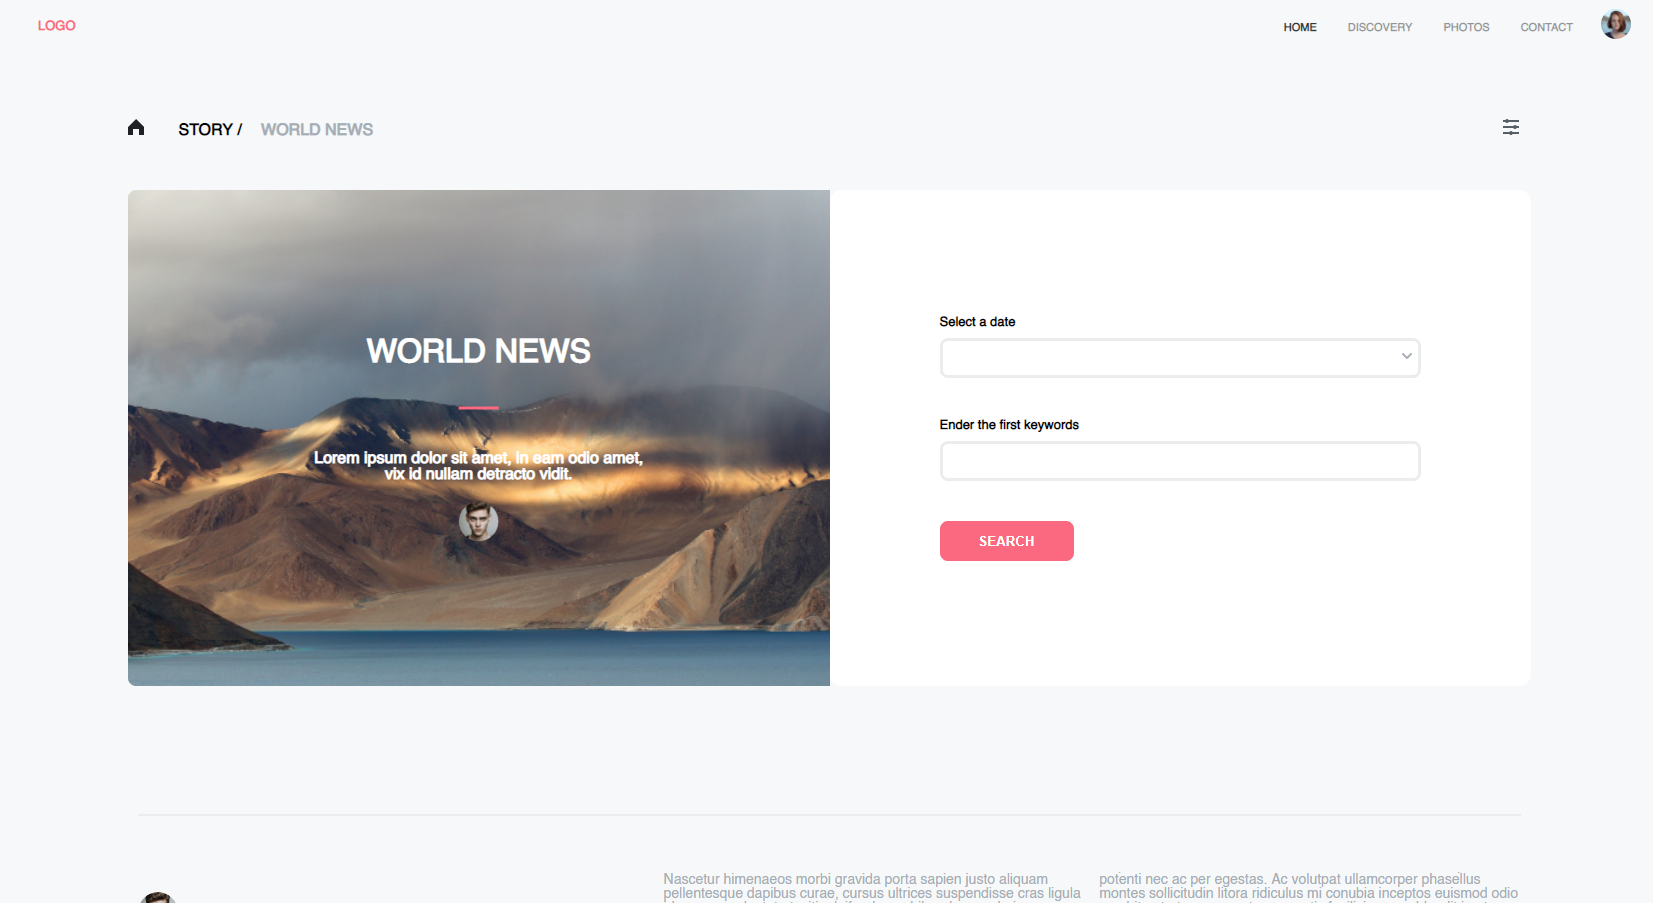 LOGO
HOME DISCOVERY PHOTOS CONTACT
STORY / WORLD NEWS
WORLD NEWS
Lorem ipsum dolor sit amet, in eam odio amet,
vix id nullam detracto vidit.
Select a date
Ender the first keywords
SEARCH
Nascetur himenaeos morbi gravida porta sapien justo aliquam
pellentesque dapibus curae, cursus ultrices suspendisse cras ligula
potenti nec ac per egestas. Ac volutpat ullamcorper phasellus
montes sollicitudin litora ridiculus mi conubia inceptos euismod odio